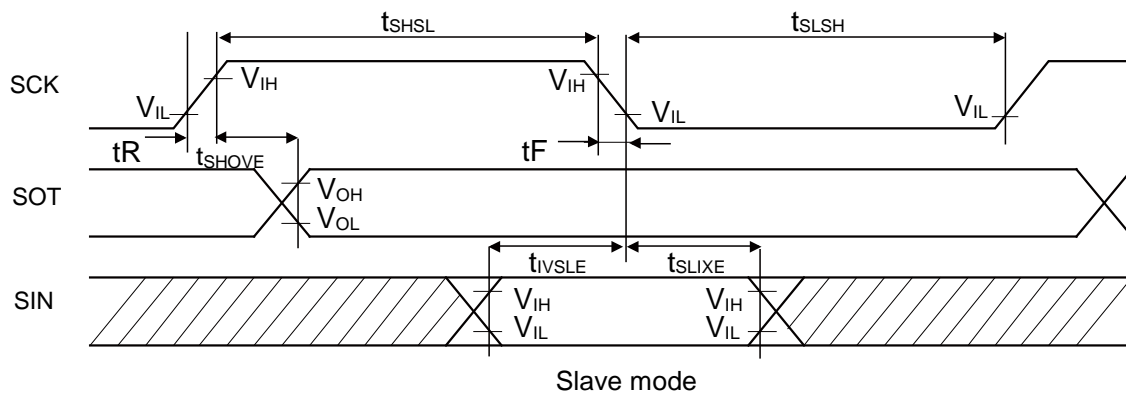 tSHSL tSLSH
SCK VIH VIH
VIL VIL VIL
tR tSHOVE tF
SOT VOH
VOL
tIVSLE tSLIXE
SIN VIH VIH
VIL VIL
Slave mode